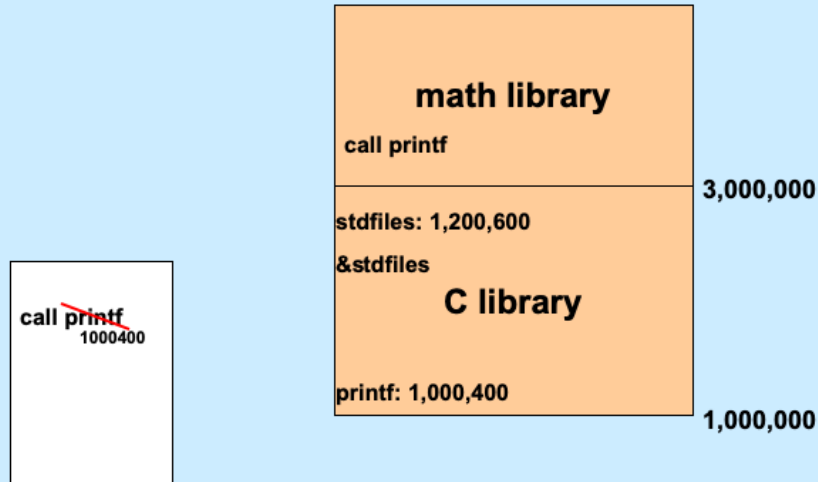 math library
call printf
3,000,000
stdfiles: 1,200,600
&stdfiles
C library
call printf
1000400
printf: 1,000,400
1,000,000